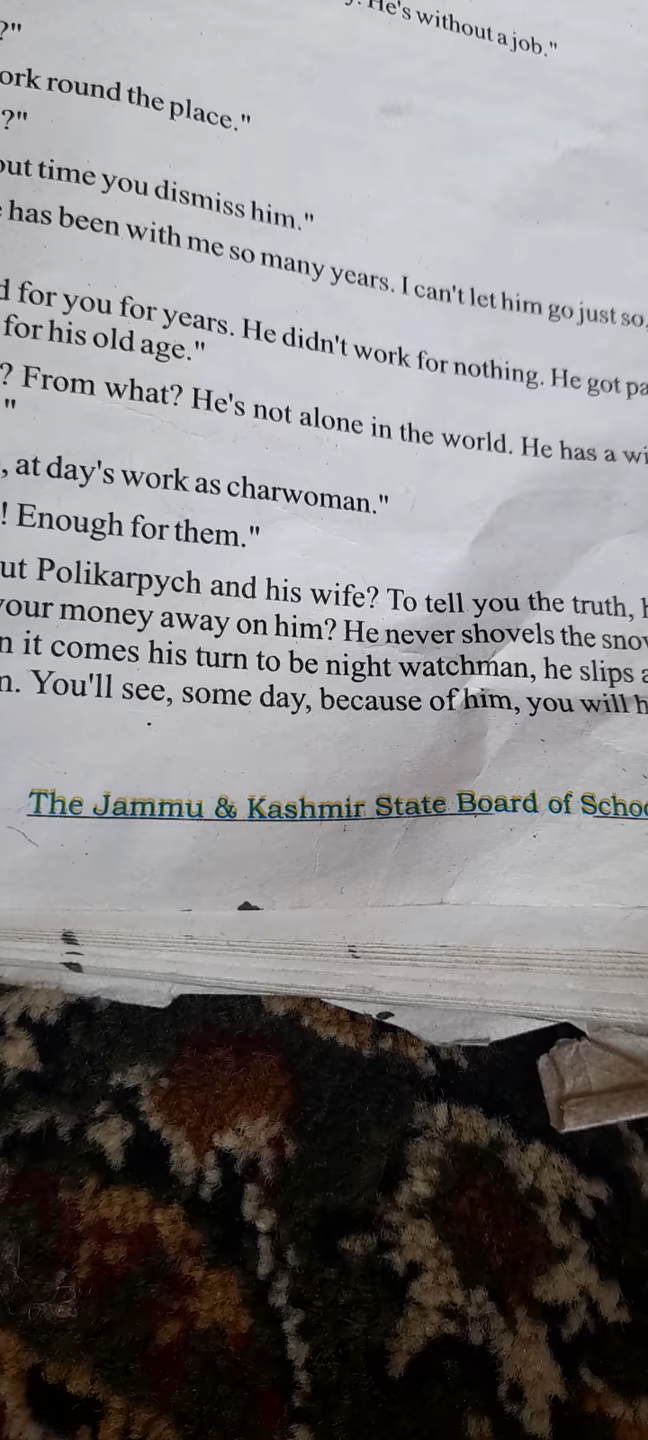 He's without a job."
?"
ork round the place."
?"
out time you dismiss him."
has been with me so many years. I can't let him go just so,
for you for years. He didn't work for nothing. He got pa
for his old age."
? From what? He's not alone in the world. He has a wi
"
, at day's work as charwoman."
! Enough for them."
ut Polikarpych and his wife? To tell you the truth, h
your money away on him? He never shovels the snow
n it comes his turn to be night watchman, he slips a
n. You'll see, some day, because of him, you will h
The Jammu & Kashmir State Board of Schoo